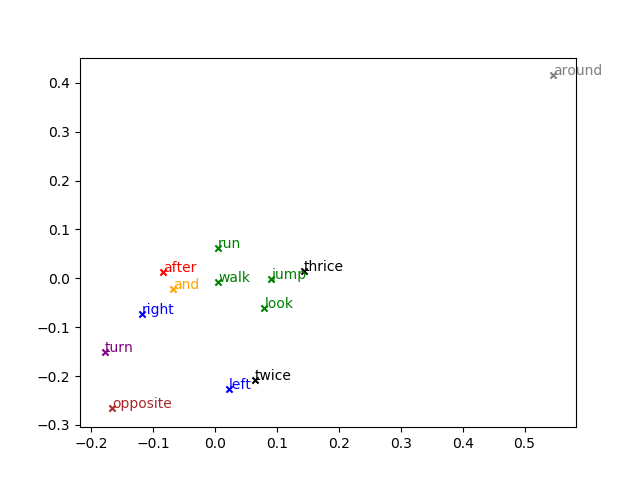 around
0.4
0.3
0.2
0.1
run
thrice
after
jump
0.0
walk
and
look
right
−0.1
turn
twice
−0.2
left
opposite
−0.3
−0.2 −0.1 0.0 0.1 0.2 0.3 0.4 0.5